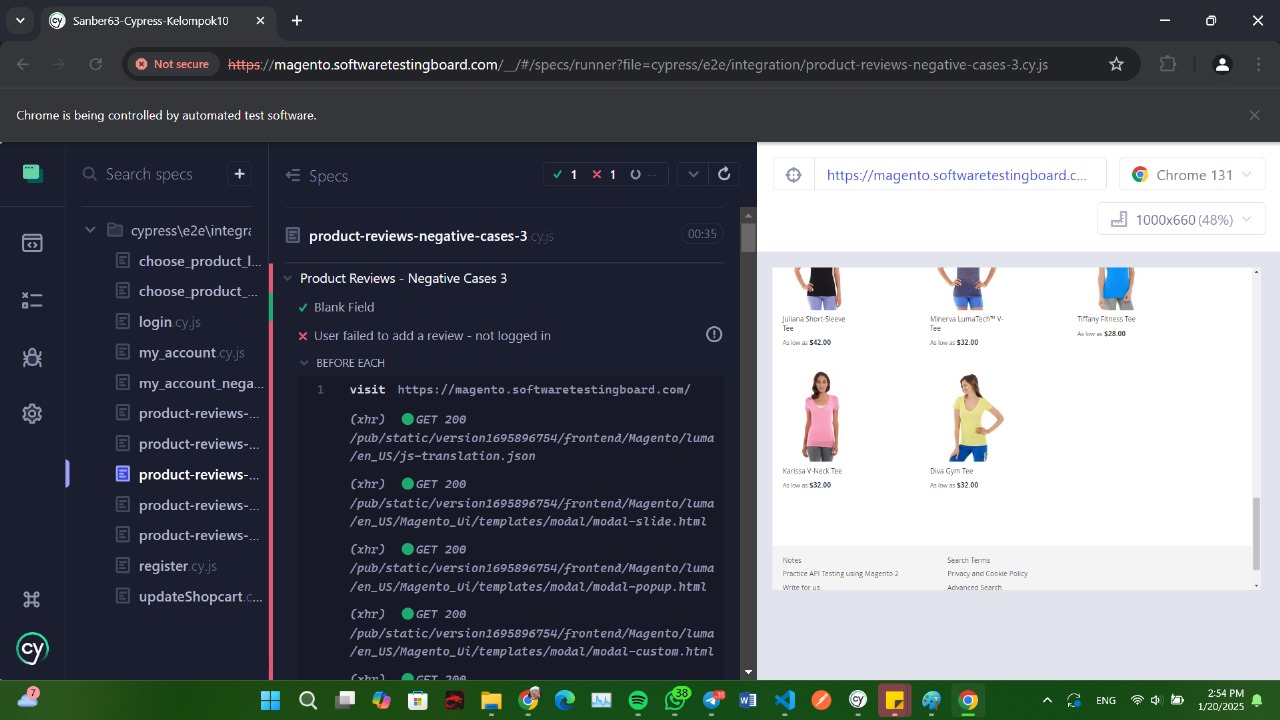 Sanber63-Cypress-Kelompok10
Not secure
https://magento.softwaretestingboard.com/__/#/specs/runner?file=cypress/e2e/integration/product-reviews-negative-cases-3.cy.js
Chrome is being controlled by automated test software.
Search specs
cypress\e2e\integra
choose_product_l...
choose_product_...
login.cy.js
my_account.cy.js
my_account_nega...
product-reviews-...
product-reviews-...
product-reviews-...
product-reviews-...
product-reviews-...
register.cy.js
updateShopcart.c...
cy
Specs
1
1
--
product-reviews-negative-cases-3.cy.js
00:35
Product Reviews - Negative Cases 3
Blank Field
User failed to add a review - not logged in
BEFORE EACH
1 visit https://magento.softwaretestingboard.com/
(xhr) GET 200
/pub/static/version1695896754/frontend/Magento/luma
/en_US/js-translation.json
(xhr) GET 200
/pub/static/version1695896754/frontend/Magento/luma
/en_US/Magento_Ui/templates/modal/modal-slide.html
(xhr) GET 200
/pub/static/version1695896754/frontend/Magento/luma
/en_US/Magento_Ui/templates/modal/modal-popup.html
(xhr) GET 200
/pub/static/version1695896754/frontend/Magento/luma
/en_US/Magento_Ui/templates/modal/modal-custom.html
(xhr) GET 200
https://magento.softwaretestingboard.c...
Chrome 131
1000x660 (48%)
Juliana Short-Sleeve
Tee
As low as $42.00
Minerva LumaTech™ V-
Tee
As low as $32.00
Tiffany Fitness Tee
As low as $28.00
Karissa V-Neck Tee
As low as $32.00
Diva Gym Tee
As low as $32.00
Notes
Practice API Testing using Magento 2
Write for us
Search Terms
Privacy and Cookie Policy
Advanced Search
7
38
35
cy
ENG
2:54 PM
1/20/2025